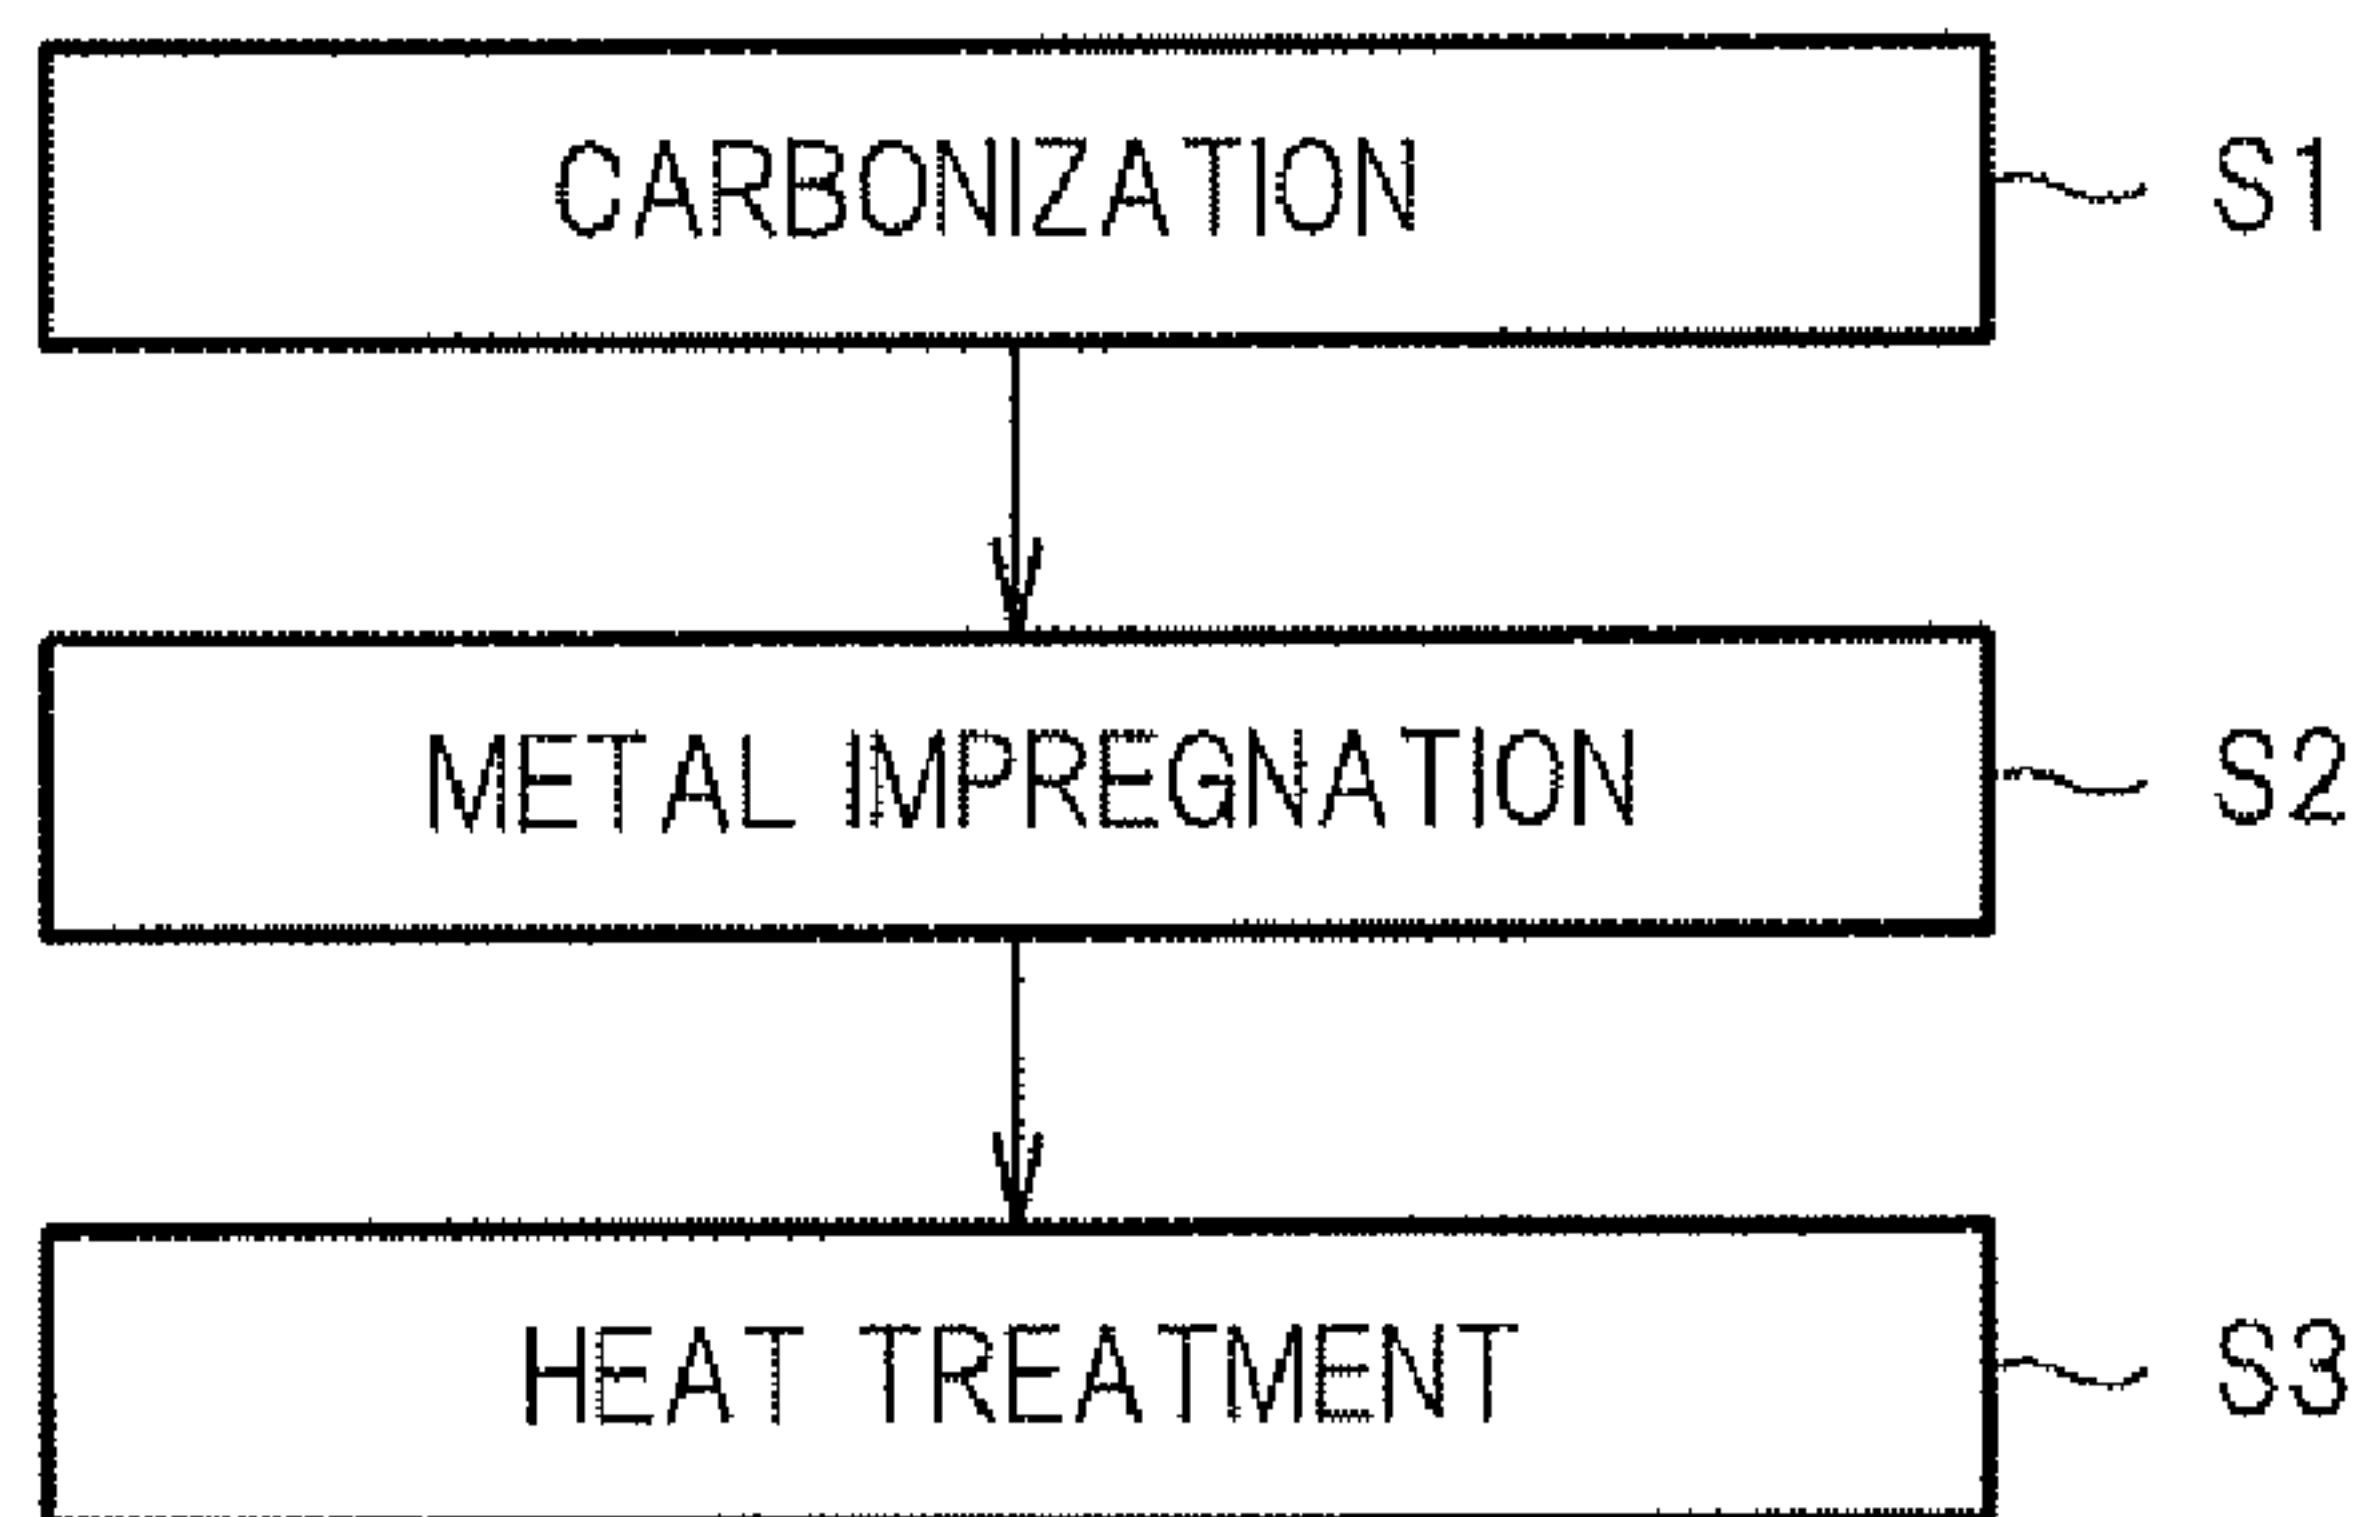 CARBONIZATION S1
METAL IMPREGNATION S2
HEAT TREATMENT S3